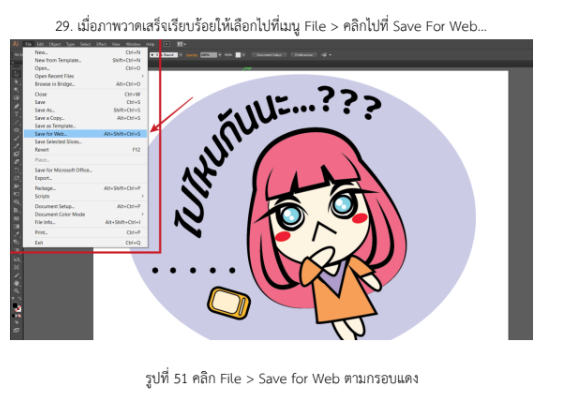 29. เมื่อภาพวาดเสร็จเรียบร้อยให้เลือกไปที่เมนู File > คลิกไปที่ Save For Web...
Ai File Edit Object Type Select Effect View Window Help
New... Ctrl+N
New from Template... Shift+Ctrl+N
Open... Ctrl+O
Open Recent Files
Browse in Bridge... Alt+Ctrl+O
Close Ctrl+W
Save Ctrl+S
Save As... Shift+Ctrl+S
Save a Copy... Alt+Ctrl+S
Save as Template...
Save for Web... Alt+Shift+Ctrl+S
Save Selected Slices...
Revert F12
Place...
Save for Microsoft Office...
Export...
Package... Alt+Shift+Ctrl+P
Scripts
Document Setup... Alt+Ctrl+P
Document Color Mode
File Info... Alt+Shift+Ctrl+I
Print... Ctrl+P
Exit Ctrl+Q
ไปไหนกันนะ...???
.....
รูปที่ 51 คลิก File > Save for Web ตามกรอบแดง